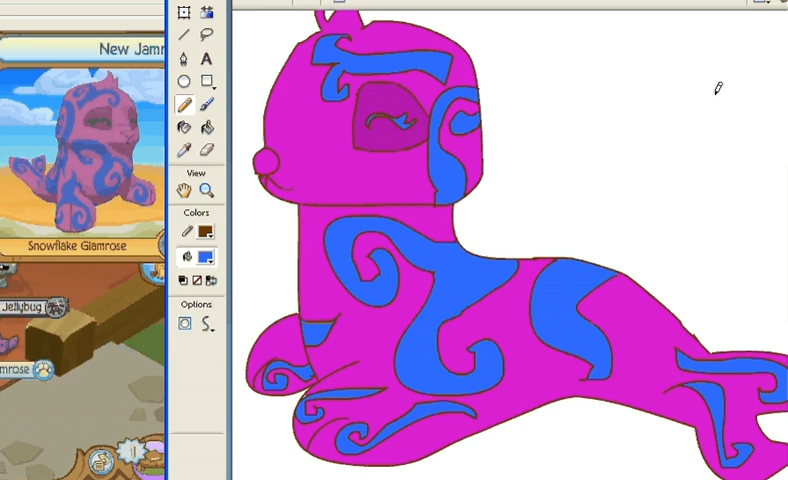 New Jamm
A
View
Colors
Snowflake Glamrose
Jellybug
mrose
Options